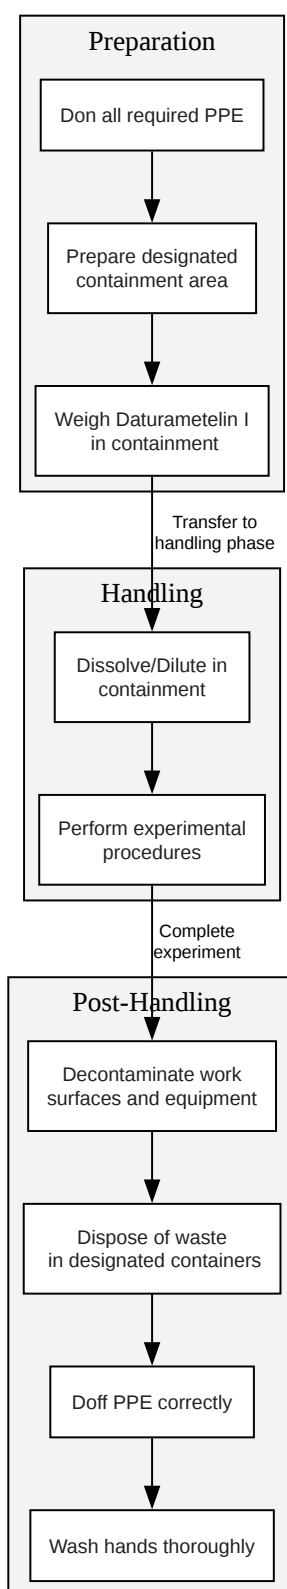 Preparation
Don all required PPE
Prepare designated
containment area
Weigh Daturametelin I
in containment
Transfer to
handling phase
Handling
Dissolve/Dilute in
containment
Perform experimental
procedures
Complete
experiment
Post-Handling
Decontaminate work
surfaces and equipment
Dispose of waste
in designated containers
Doff PPE correctly
Wash hands thoroughly